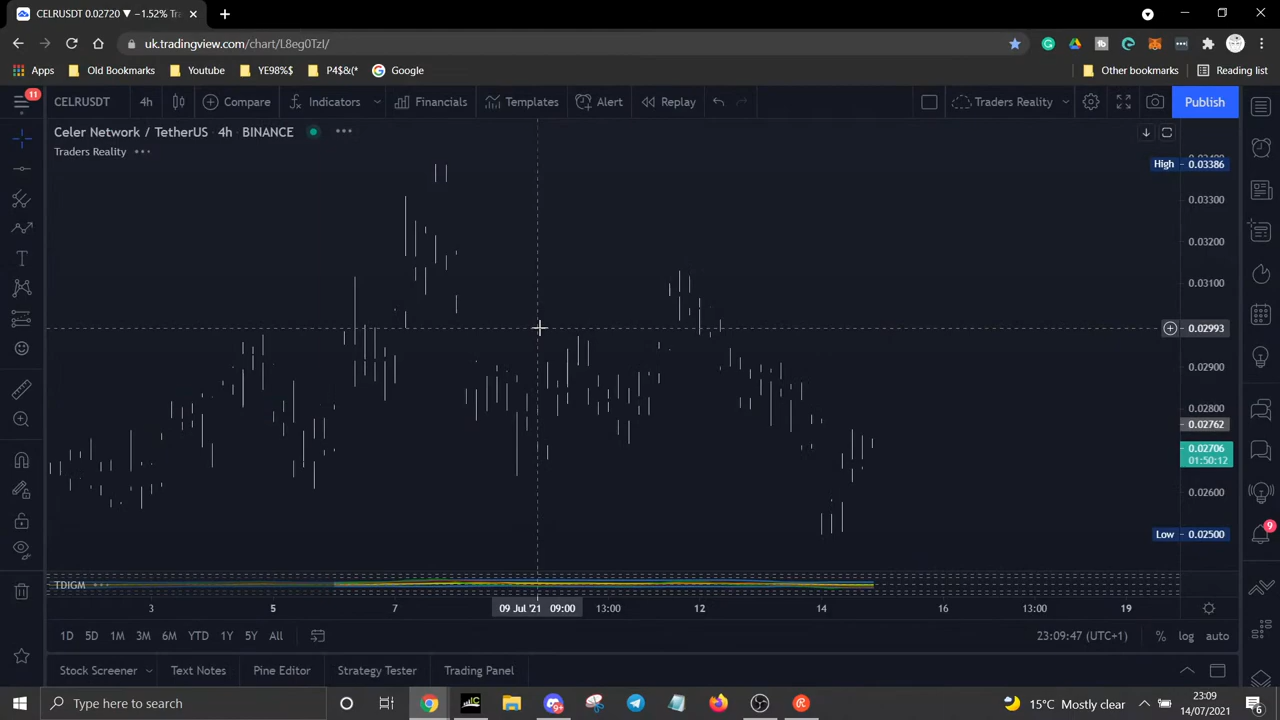 CELRUSDT 0.02720 ▼ −1.52% Tra
uk.tradingview.com/chart/L8eg0TzI/
Apps Old Bookmarks Youtube YE98%$ P4$&(* Google Other bookmarks Reading list
11
CELRUSDT 4h Compare Indicators Financials Templates Alert Replay Traders Reality Publish
Celer Network / TetherUS · 4h · BINANCE
Traders Reality
High 0.03386
0.03300
0.03200
0.03100
0.02993
0.02900
0.02800
0.02762
0.02706
01:50:12
0.02600
Low 0.02500
9
TDIGM
3 5 7 09 Jul '21 09:00 13:00 12 14 16 13:00 19
1D 5D 1M 3M 6M YTD 1Y 5Y All 23:09:47 (UTC+1) % log auto
Stock Screener Text Notes Pine Editor Strategy Tester Trading Panel
Type here to search 15°C Mostly clear 23:09
14/07/2021
6